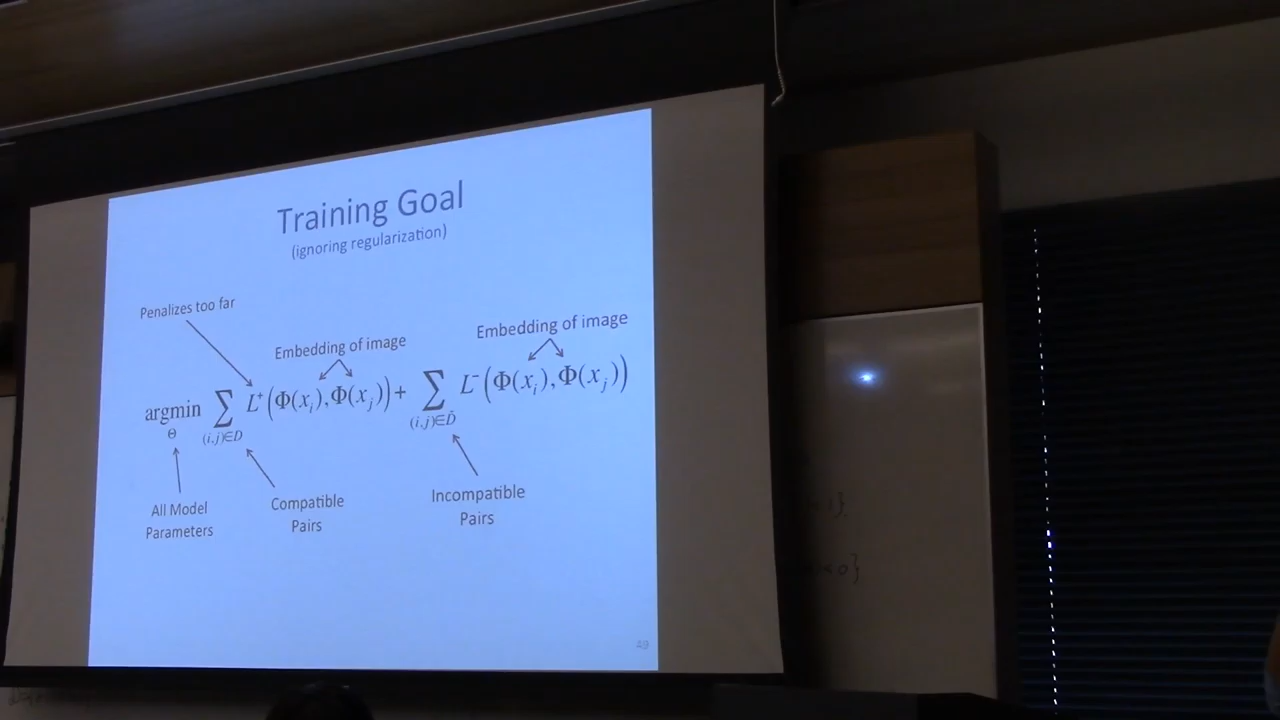 Training Goal
(ignoring regularization)
Penalizes too far
Embedding of image
Embedding of image
argmin Σ L⁺(Φ(xᵢ),Φ(xⱼ)) + Σ L⁻(Φ(xᵢ),Φ(xⱼ))
Θ (i,j)∈D (i,j)∈D̃
All Model
Parameters
Compatible
Pairs
Incompatible
Pairs
49